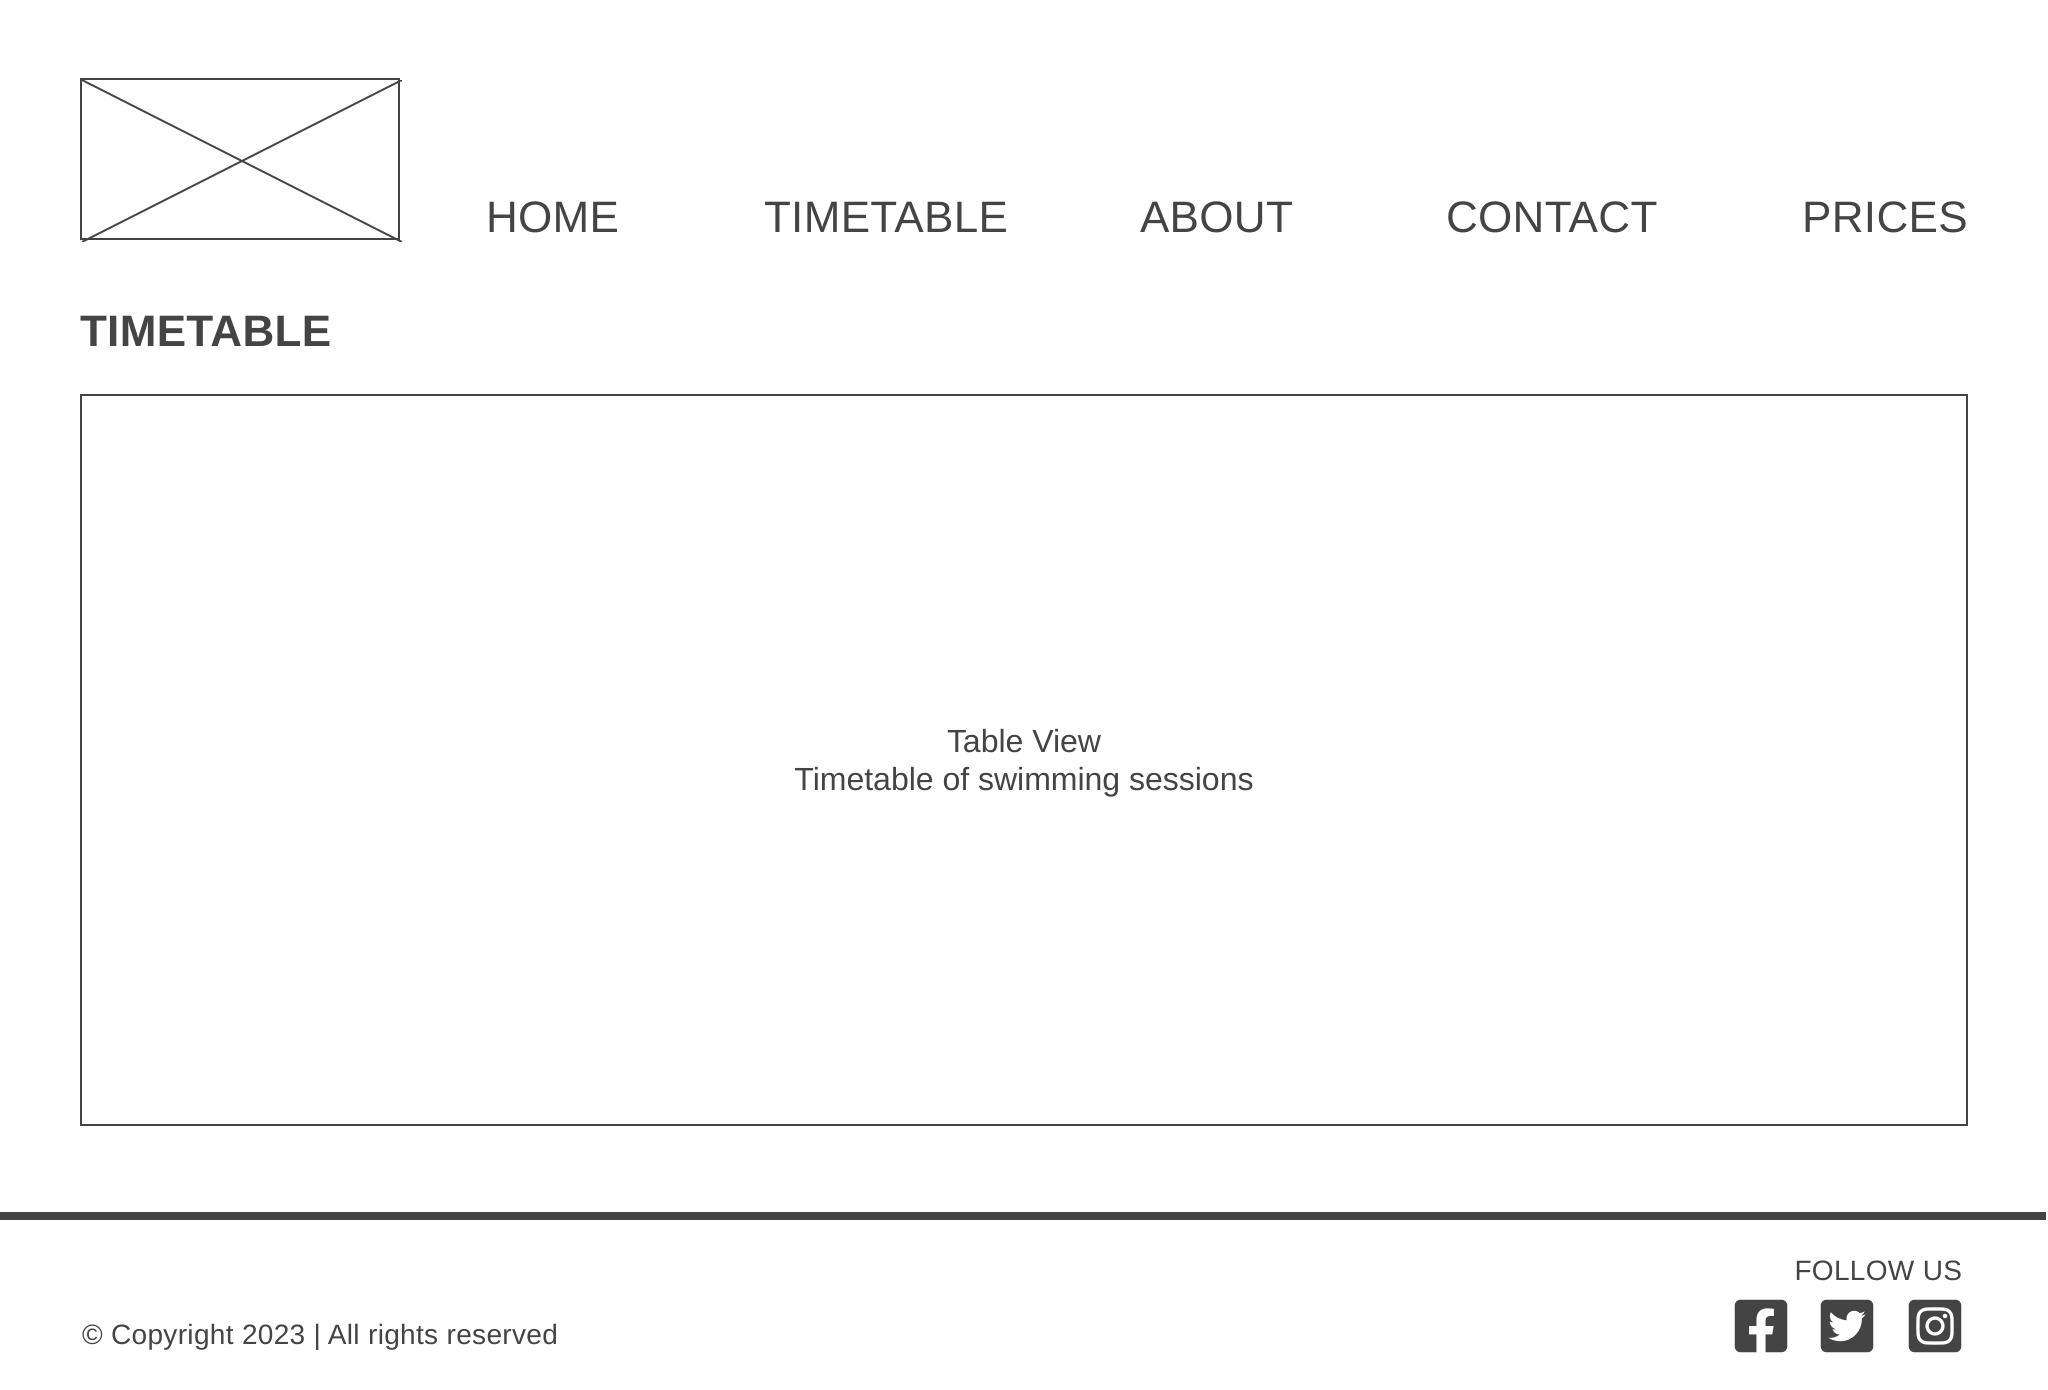 HOME TIMETABLE ABOUT CONTACT PRICES
TIMETABLE
Table View
Timetable of swimming sessions
FOLLOW US
© Copyright 2023 | All rights reserved